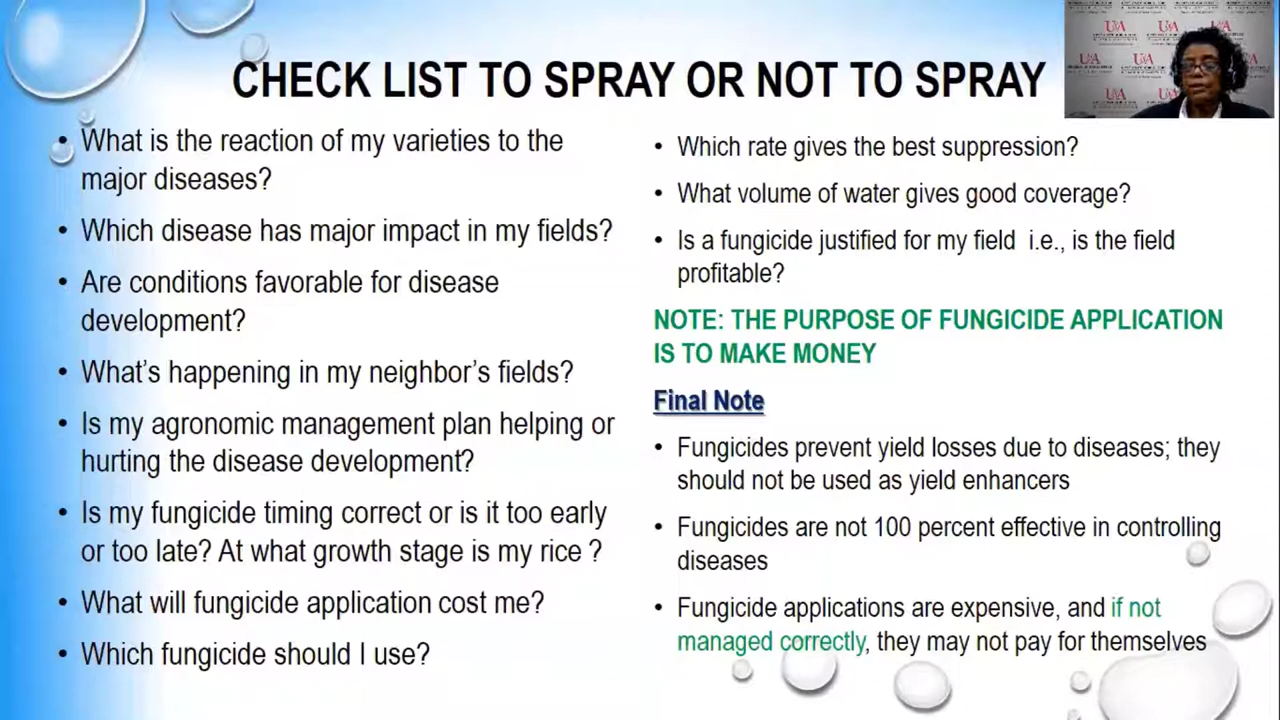 CHECK LIST TO SPRAY OR NOT TO SPRAY
• What is the reaction of my varieties to the
major diseases?
• Which disease has major impact in my fields?
• Are conditions favorable for disease
development?
• What’s happening in my neighbor’s fields?
• Is my agronomic management plan helping or
hurting the disease development?
• Is my fungicide timing correct or is it too early
or too late? At what growth stage is my rice ?
• What will fungicide application cost me?
• Which fungicide should I use?
• Which rate gives the best suppression?
• What volume of water gives good coverage?
• Is a fungicide justified for my field i.e., is the field
profitable?
NOTE: THE PURPOSE OF FUNGICIDE APPLICATION
IS TO MAKE MONEY
Final Note
• Fungicides prevent yield losses due to diseases; they
should not be used as yield enhancers
• Fungicides are not 100 percent effective in controlling
diseases
• Fungicide applications are expensive, and if not
managed correctly, they may not pay for themselves